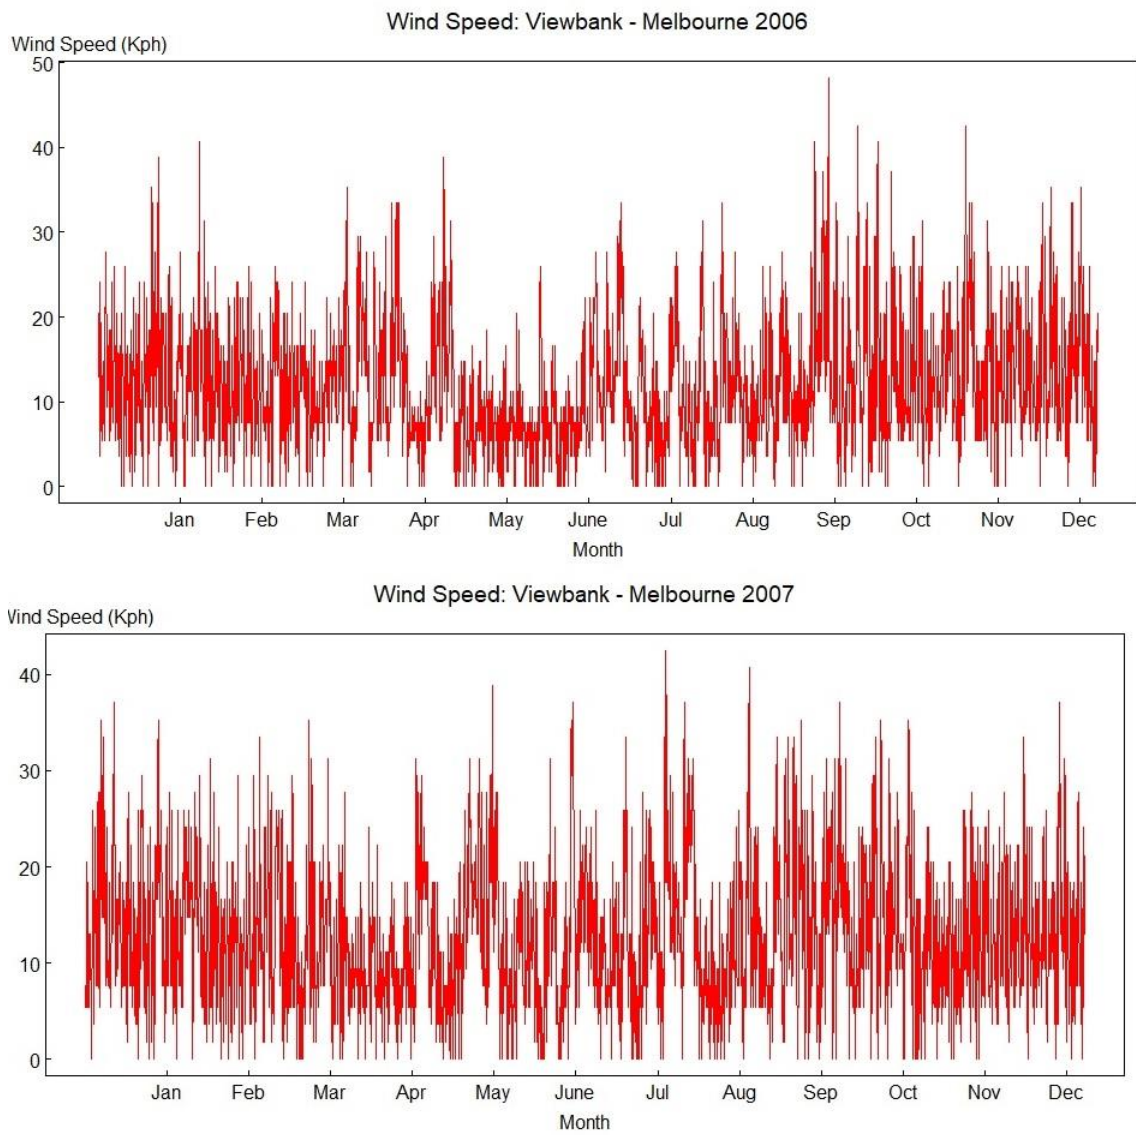 Wind Speed: Viewbank - Melbourne 2006
Wind Speed (Kph)
50
40
30
20
10
0
Jan Feb Mar Apr May June Jul Aug Sep Oct Nov Dec
Month
Wind Speed: Viewbank - Melbourne 2007
Wind Speed (Kph)
40
30
20
10
0
Jan Feb Mar Apr May June Jul Aug Sep Oct Nov Dec
Month